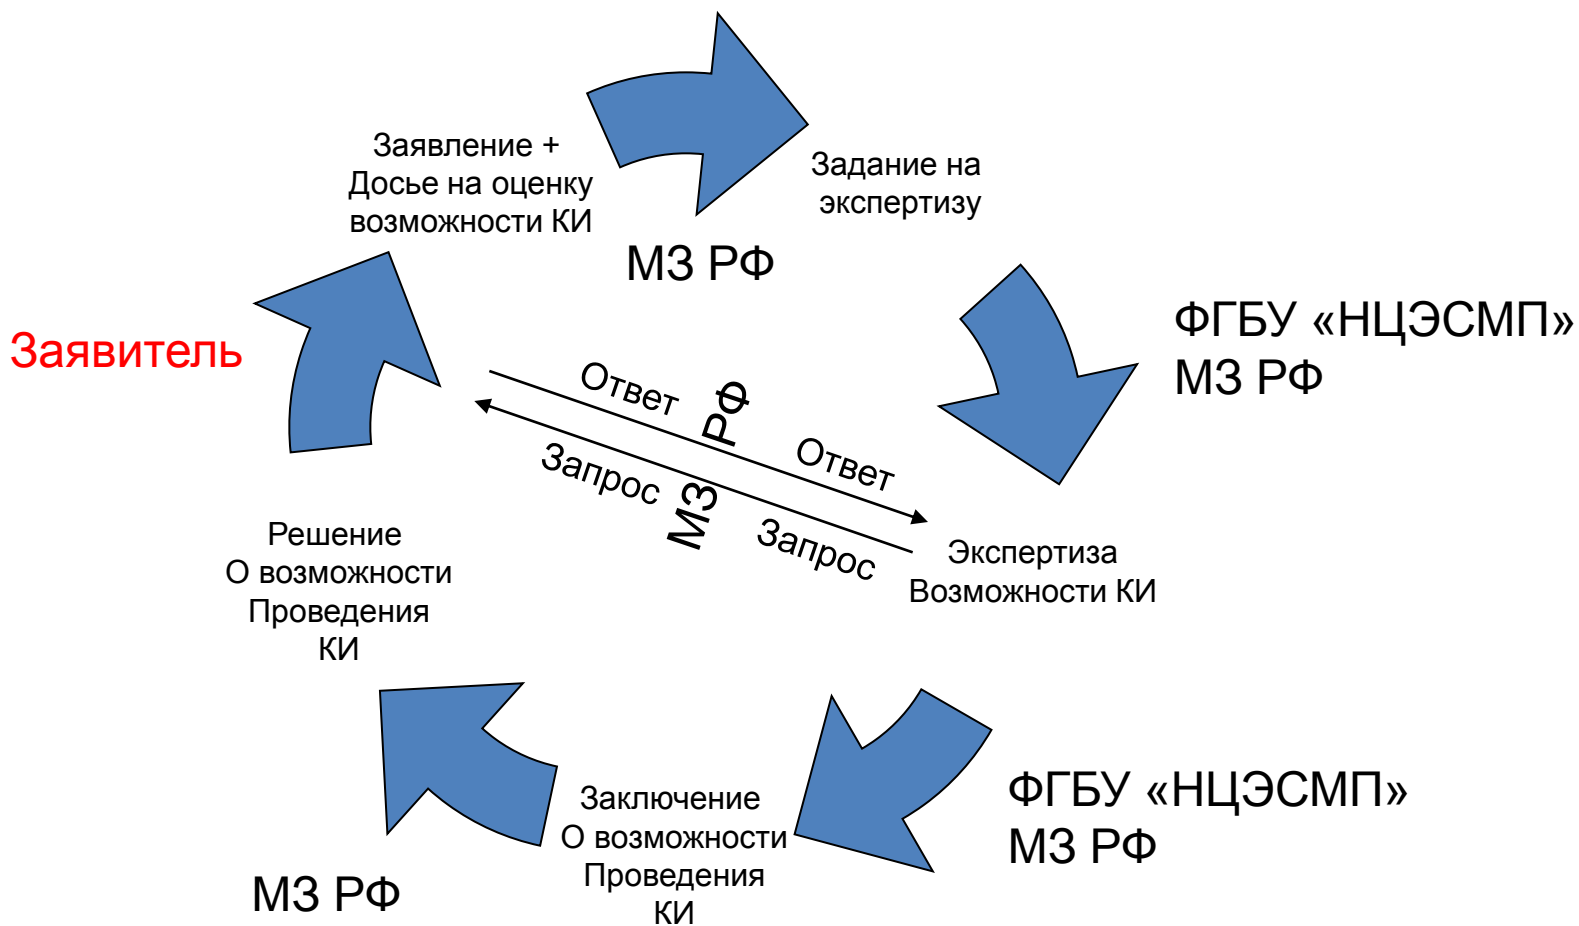 Заявление +
Досье на оценку
возможности КИ
Задание на
экспертизу
МЗ РФ
ФГБУ «НЦЭСМП»
МЗ РФ
Заявитель
Ответ
МЗ РФ
Ответ
Запрос
Запрос
Экспертиза
Возможности КИ
Решение
О возможности
Проведения
КИ
ФГБУ «НЦЭСМП»
МЗ РФ
Заключение
О возможности
Проведения
КИ
МЗ РФ